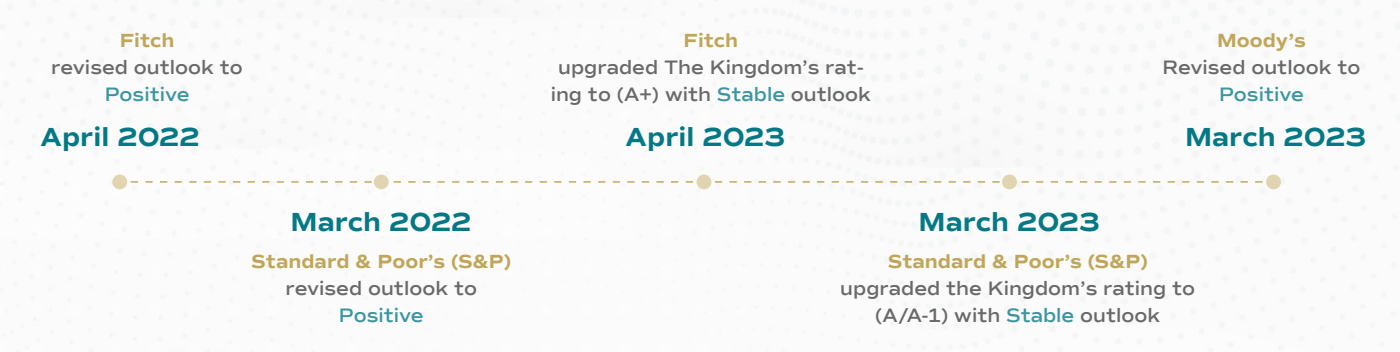 Fitch
revised outlook to
Positive
April 2022
March 2022
Standard & Poor's (S&P)
revised outlook to
Positive
Fitch
upgraded The Kingdom's rat-
ing to (A+) with Stable outlook
April 2023
March 2023
Standard & Poor's (S&P)
upgraded the Kingdom's rating to
(A/A-1) with Stable outlook
Moody's
Revised outlook to
Positive
March 2023